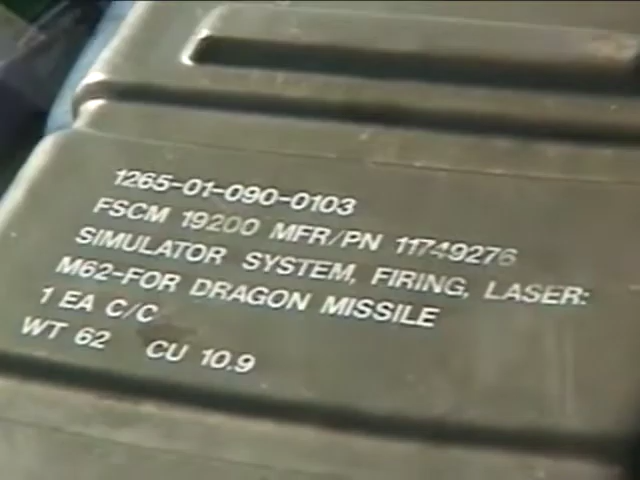 1265-01-090-0103
FSCM 19200 MFR/PN 11749276
SIMULATOR SYSTEM, FIRING, LASER:
M62-FOR DRAGON MISSILE
1 EA C/C
WT 62 CU 10.9